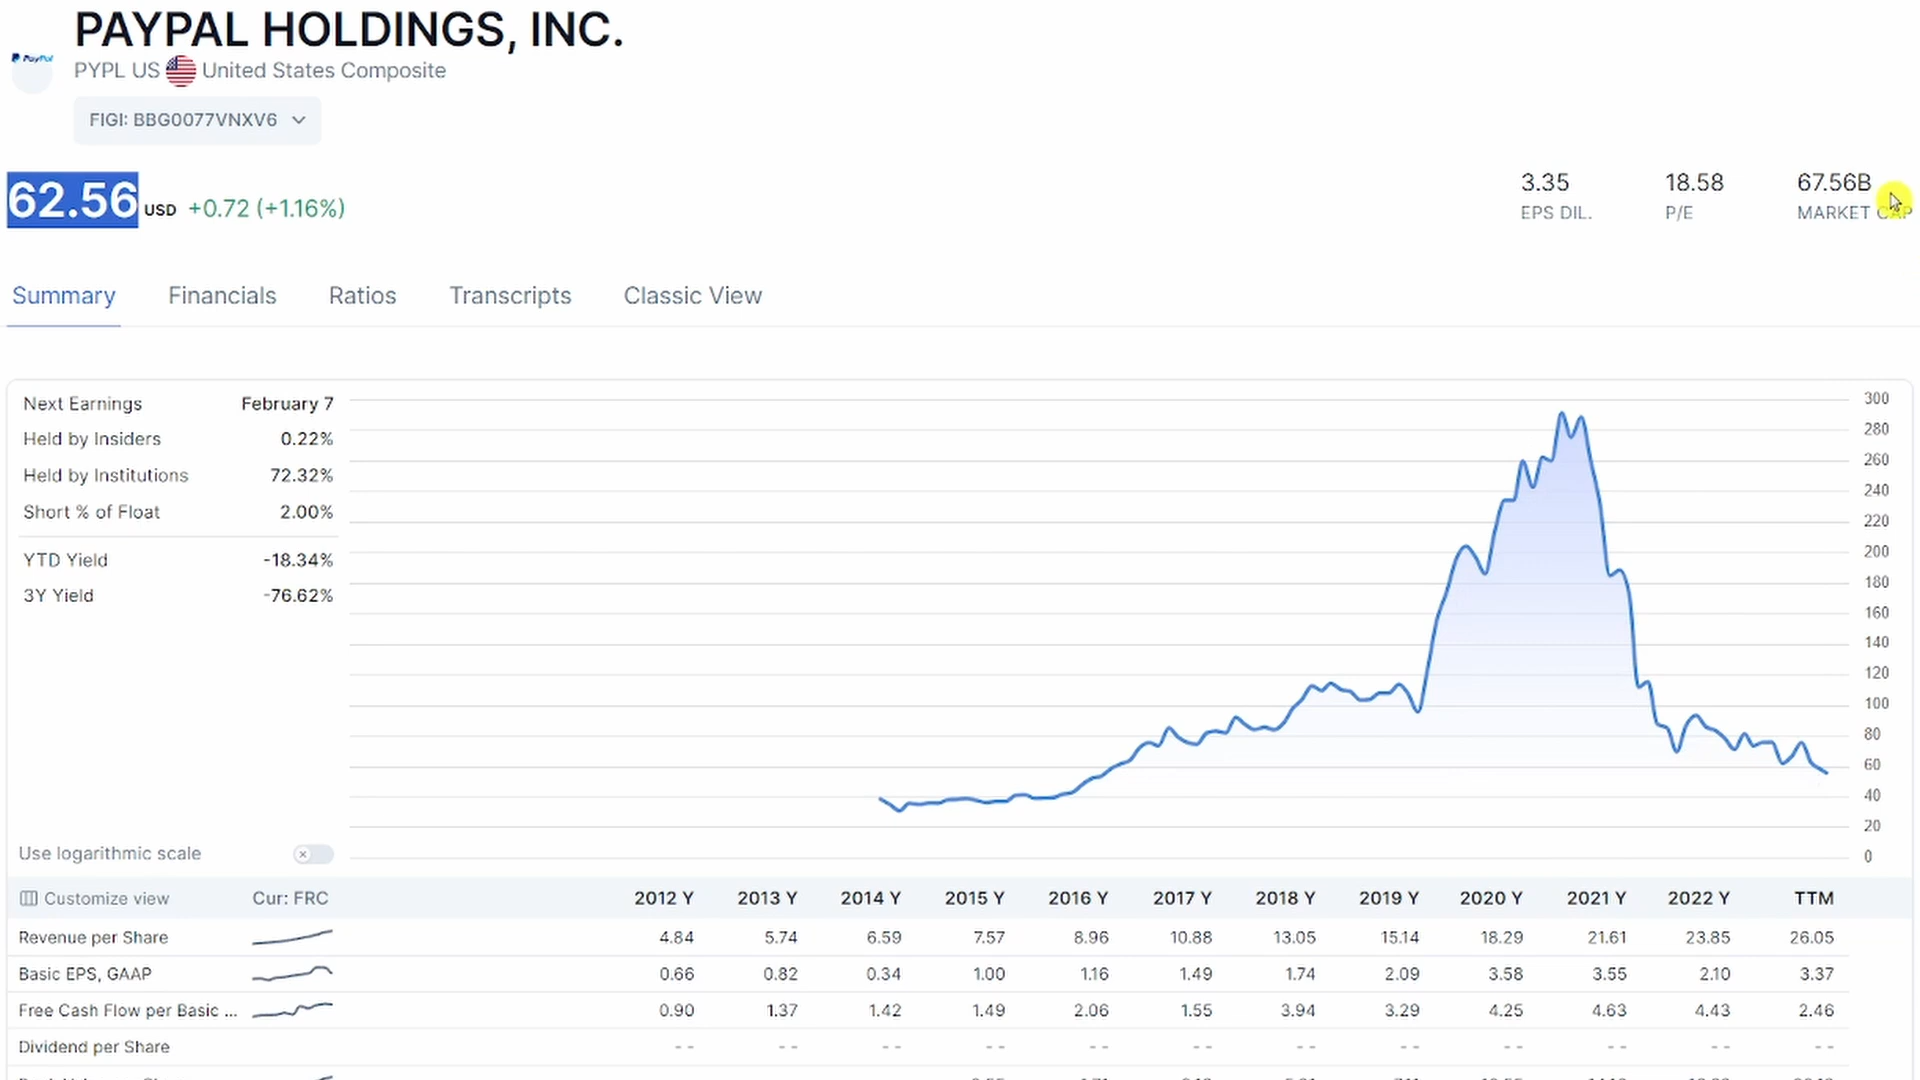 PAYPAL HOLDINGS, INC.
PayPal
PYPL US United States Composite
FIGI: BBG0077VNXV6
62.56 USD +0.72 (+1.16%)
3.35 18.58 67.56B
EPS DIL. P/E MARKET CAP
Summary Financials Ratios Transcripts Classic View
Next Earnings February 7
Held by Insiders 0.22%
Held by Institutions 72.32%
Short % of Float 2.00%
YTD Yield -18.34%
3Y Yield -76.62%
Use logarithmic scale
300
280
260
240
220
200
180
160
140
120
100
80
60
40
20
0
Customize view Cur: FRC 2012 Y 2013 Y 2014 Y 2015 Y 2016 Y 2017 Y 2018 Y 2019 Y 2020 Y 2021 Y 2022 Y TTM
Revenue per Share 4.84 5.74 6.59 7.57 8.96 10.88 13.05 15.14 18.29 21.61 23.85 26.05
Basic EPS, GAAP 0.66 0.82 0.34 1.00 1.16 1.49 1.74 2.09 3.58 3.55 2.10 3.37
Free Cash Flow per Basic ... 0.90 1.37 1.42 1.49 2.06 1.55 3.94 3.29 4.25 4.63 4.43 2.46
Dividend per Share -- -- -- -- -- -- -- -- -- -- -- --